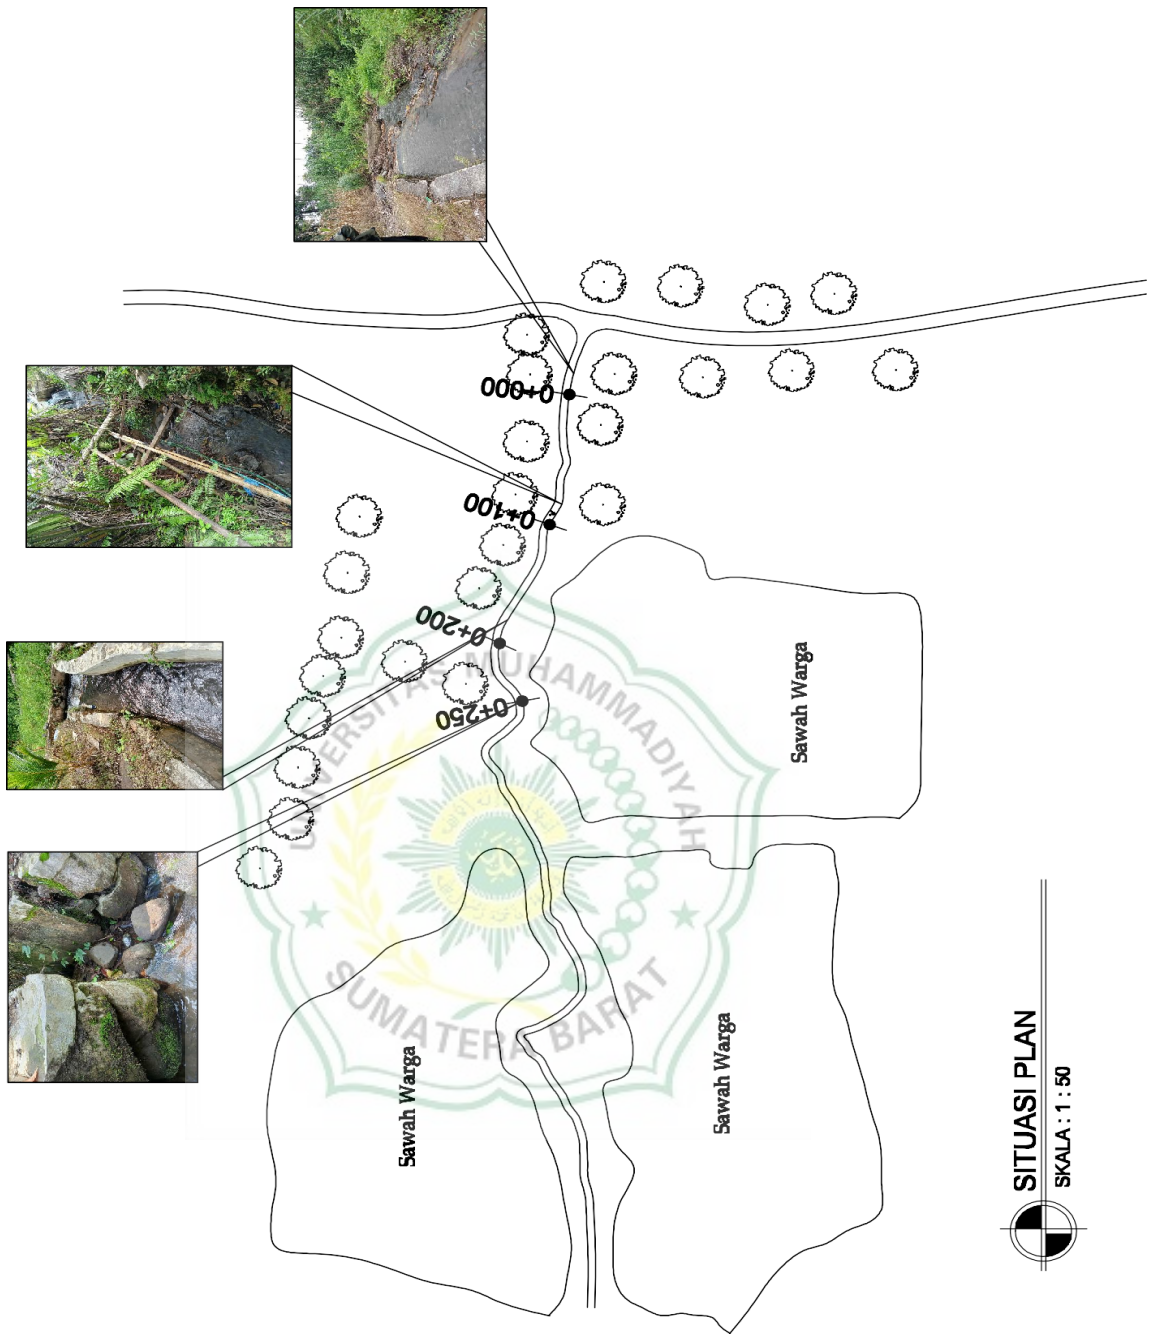 0+000
0+100
0+200
0+250
Sawah Warga
Sawah Warga
Sawah Warga
SITUASI PLAN
SKALA : 1 : 50
UNIVERSITAS MUHAMMADIYAH
SUMATERA BARAT